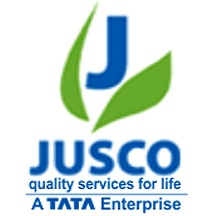 J
JUSCO
quality services for life
A TATA Enterprise